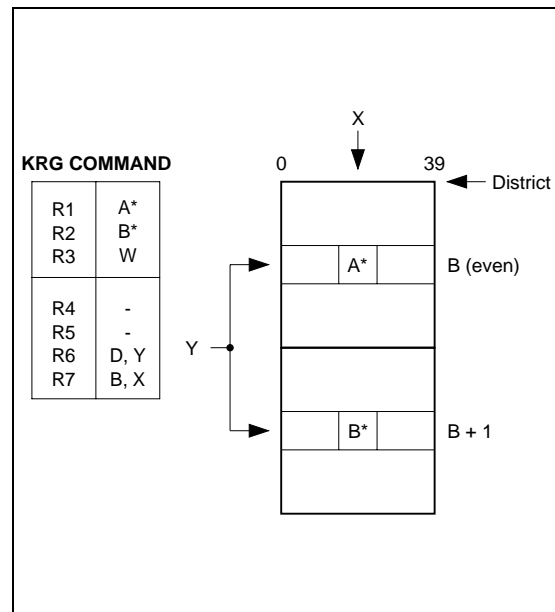 X
KRG COMMAND
0 39
District
R1 A*
R2 B*
R3 W
R4 -
R5 -
R6 D, Y
R7 B, X
Y
A*
B (even)
B*
B + 1